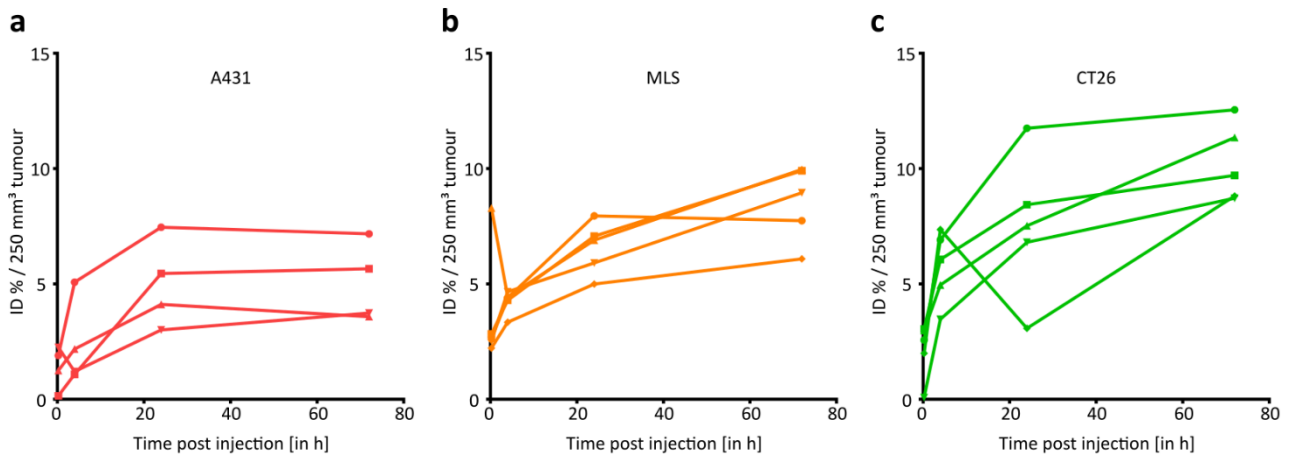 a
A431
15
10
5
0
ID % / 250 mm³ tumour
0 20 40 60 80
Time post injection [in h]
b
MLS
15
10
5
0
ID % / 250 mm³ tumour
0 20 40 60 80
Time post injection [in h]
c
CT26
15
10
5
0
ID % / 250 mm³ tumour
0 20 40 60 80
Time post injection [in h]